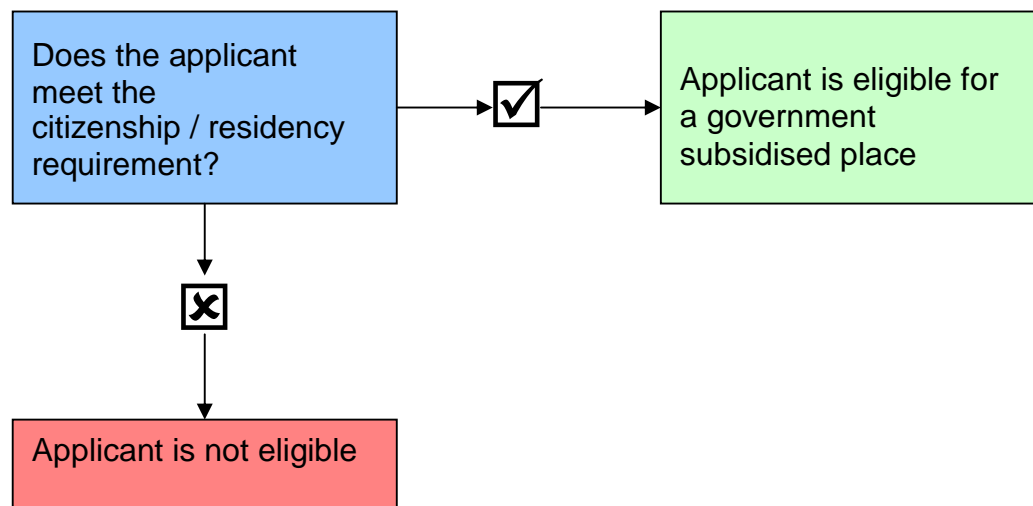 Does the applicant
meet the
citizenship / residency
requirement?
Applicant is eligible for
a government
subsidised place
Applicant is not eligible